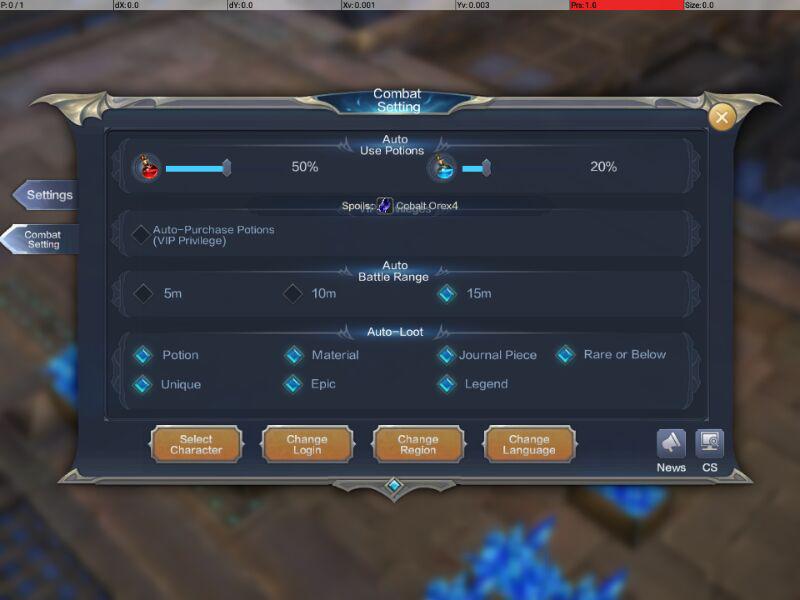 P: 0 / 1
dX: 0.0
dY: 0.0
Xv: 0.001
Yv: 0.003
Prs: 1.0
Size: 0.0
Combat
Setting
Auto
Use Potions
50%
20%
Settings
Combat
Setting
Spoils: Cobalt Orex4
Auto-Purchase Potions
(VIP Privilege)
Auto
Battle Range
5m
10m
15m
Auto-Loot
Potion
Material
Journal Piece
Rare or Below
Unique
Epic
Legend
Select
Character
Change
Login
Change
Region
Change
Language
News
CS